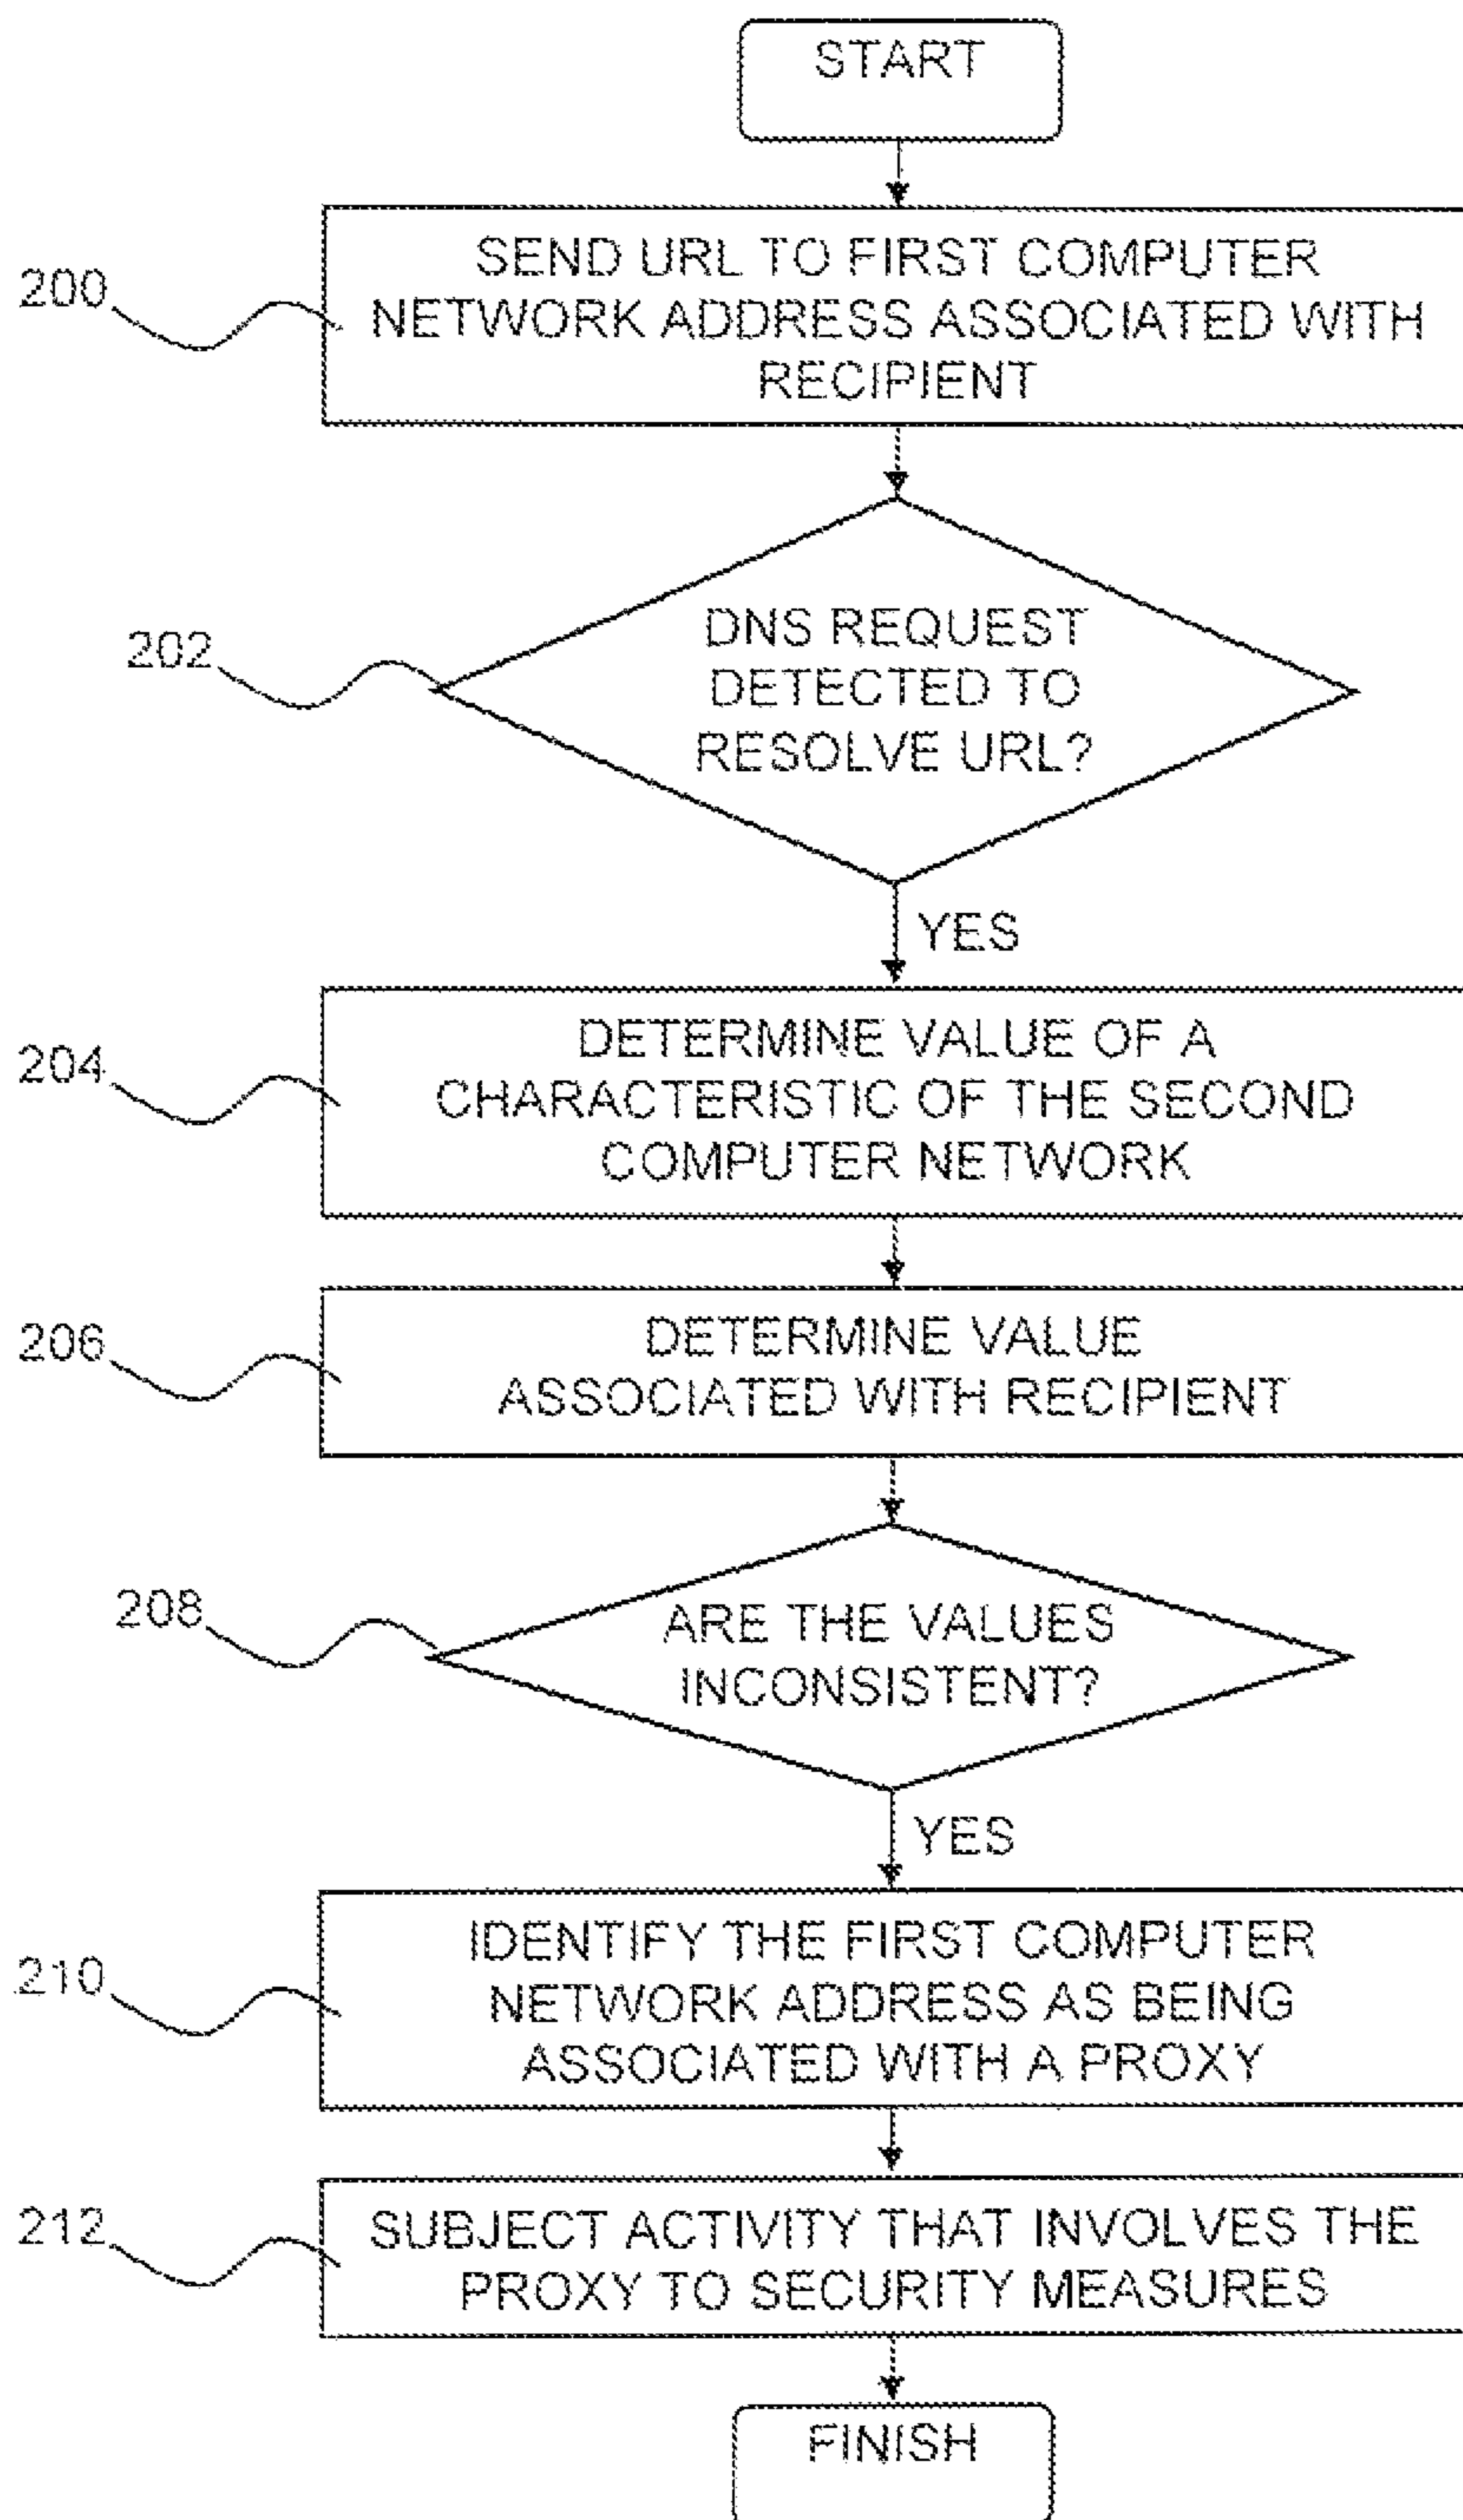 START
200
SEND URL TO FIRST COMPUTER
NETWORK ADDRESS ASSOCIATED WITH
RECIPIENT
202
DNS REQUEST
DETECTED TO
RESOLVE URL?
YES
204
DETERMINE VALUE OF A
CHARACTERISTIC OF THE SECOND
COMPUTER NETWORK
206
DETERMINE VALUE
ASSOCIATED WITH RECIPIENT
208
ARE THE VALUES
INCONSISTENT?
YES
210
IDENTIFY THE FIRST COMPUTER
NETWORK ADDRESS AS BEING
ASSOCIATED WITH A PROXY
212
SUBJECT ACTIVITY THAT INVOLVES THE
PROXY TO SECURITY MEASURES
FINISH